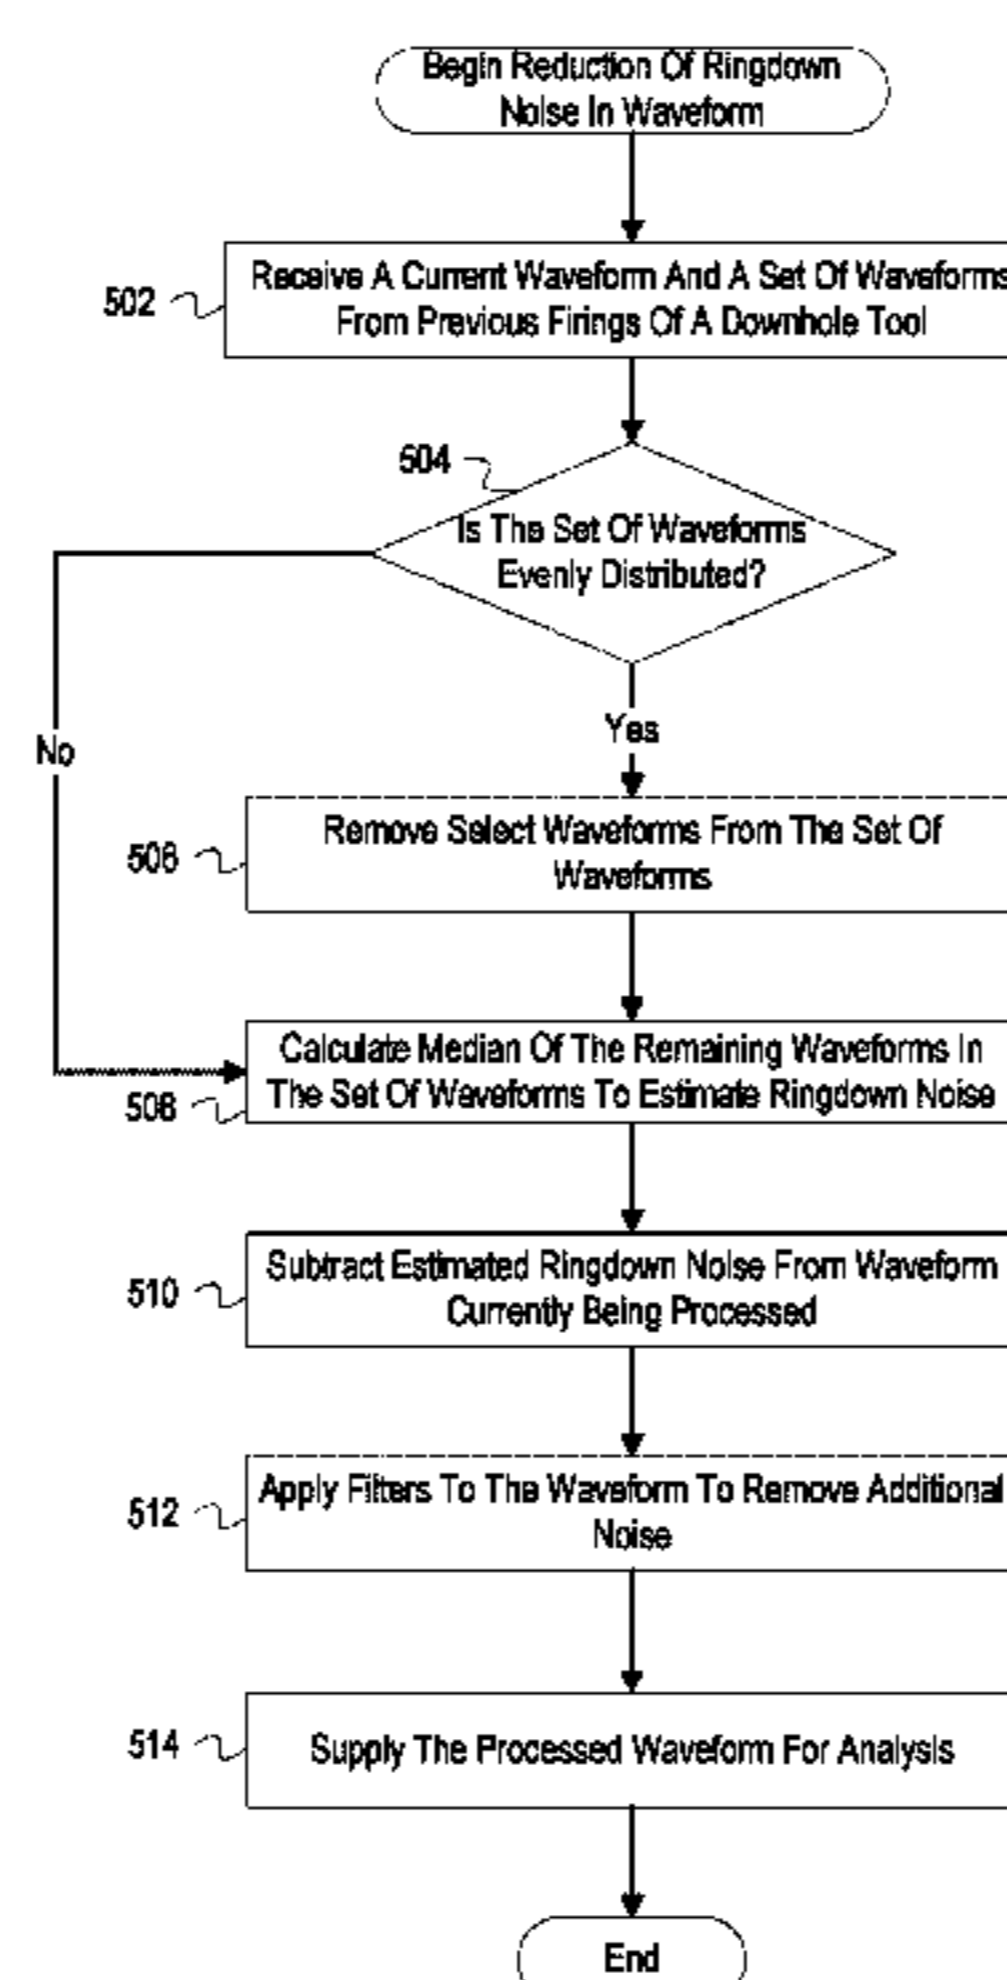 Begin Reduction Of Ringdown
Noise In Waveform
502
Receive A Current Waveform And A Set Of Waveforms
From Previous Firings Of A Downhole Tool
504
Is The Set Of Waveforms
Evenly Distributed?
No
Yes
506
Remove Select Waveforms From The Set Of
Waveforms
Calculate Median Of The Remaining Waveforms In
The Set Of Waveforms To Estimate Ringdown Noise
508
510
Subtract Estimated Ringdown Noise From Waveform
Currently Being Processed
512
Apply Filters To The Waveform To Remove Additional
Noise
514
Supply The Processed Waveform For Analysis
End